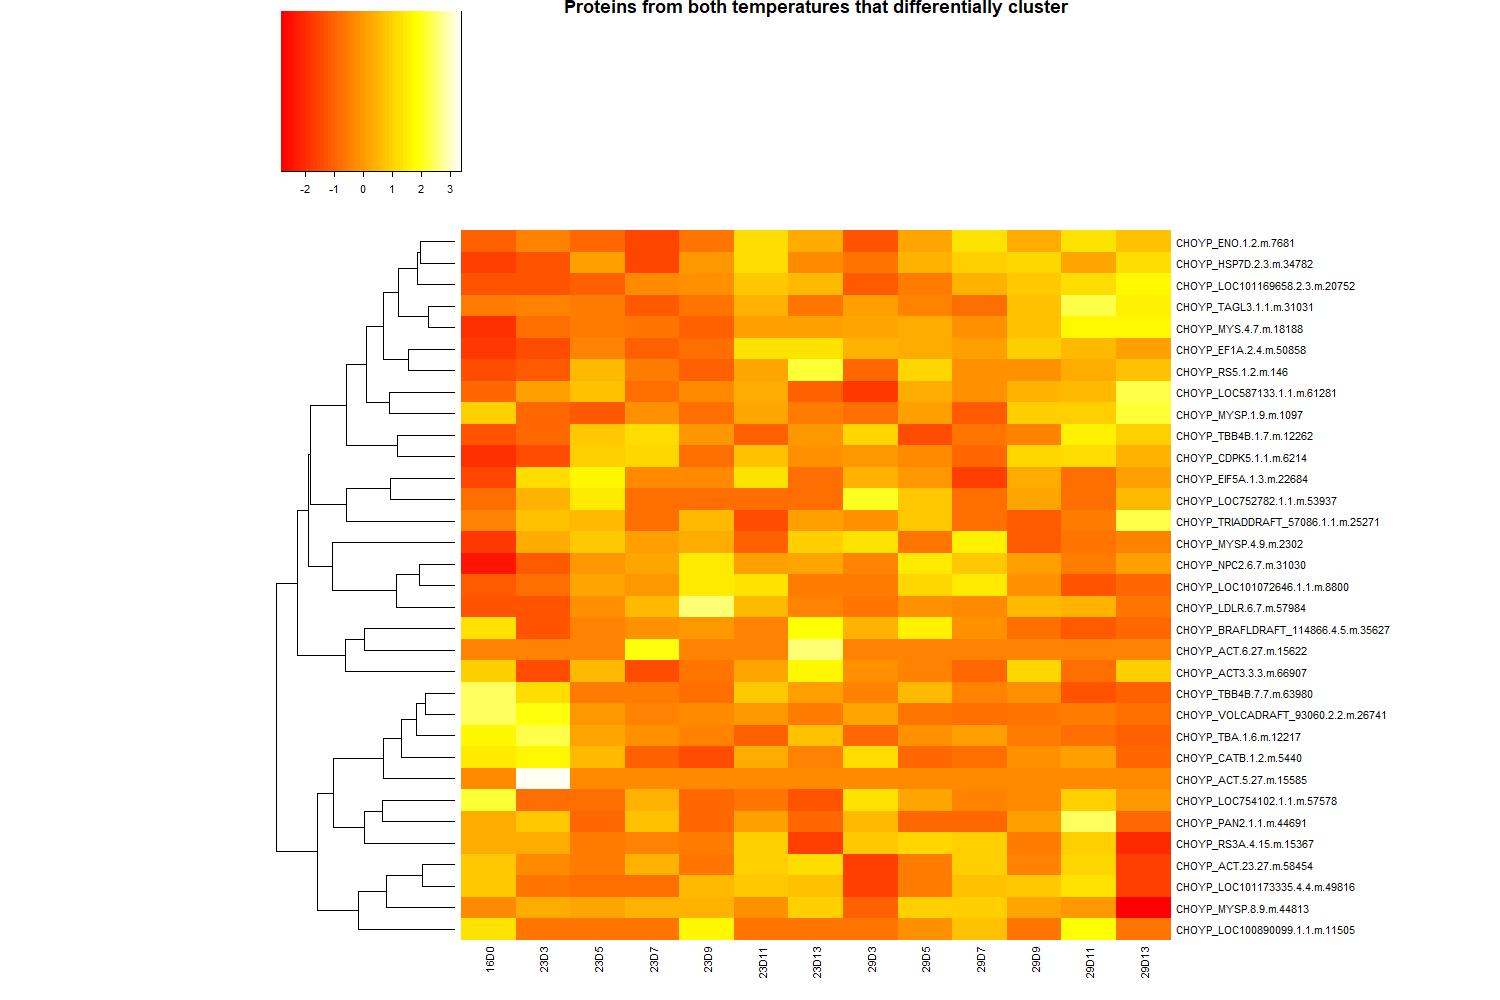 Proteins from both temperatures that differentially cluster
-2 -1 0 1 2 3
CHOYP_ENO.1.2.m.7681
CHOYP_HSP7D.2.3.m.34782
CHOYP_LOC101169658.2.3.m.20752
CHOYP_TAGL3.1.1.m.31031
CHOYP_MYS.4.7.m.18188
CHOYP_EF1A.2.4.m.50858
CHOYP_RS5.1.2.m.146
CHOYP_LOC587133.1.1.m.61281
CHOYP_MYSP.1.9.m.1097
CHOYP_TBB4B.1.7.m.12262
CHOYP_CDPK5.1.1.m.6214
CHOYP_EIF5A.1.3.m.22684
CHOYP_LOC752782.1.1.m.53937
CHOYP_TRIADDRAFT_57086.1.1.m.25271
CHOYP_MYSP.4.9.m.2302
CHOYP_NPC2.6.7.m.31030
CHOYP_LOC101072646.1.1.m.8800
CHOYP_LDLR.6.7.m.57984
CHOYP_BRAFLDRAFT_114866.4.5.m.35627
CHOYP_ACT.6.27.m.15622
CHOYP_ACT3.3.3.m.66907
CHOYP_TBB4B.7.7.m.63980
CHOYP_VOLCADRAFT_93060.2.2.m.26741
CHOYP_TBA.1.6.m.12217
CHOYP_CATB.1.2.m.5440
CHOYP_ACT.5.27.m.15585
CHOYP_LOC754102.1.1.m.57578
CHOYP_PAN2.1.1.m.44691
CHOYP_RS3A.4.15.m.15367
CHOYP_ACT.23.27.m.58454
CHOYP_LOC101173335.4.4.m.49816
CHOYP_MYSP.8.9.m.44813
CHOYP_LOC100890099.1.1.m.11505
16D0 23D3 23D5 23D7 23D9 23D11 23D13 29D3 29D5 29D7 29D9 29D11 29D13